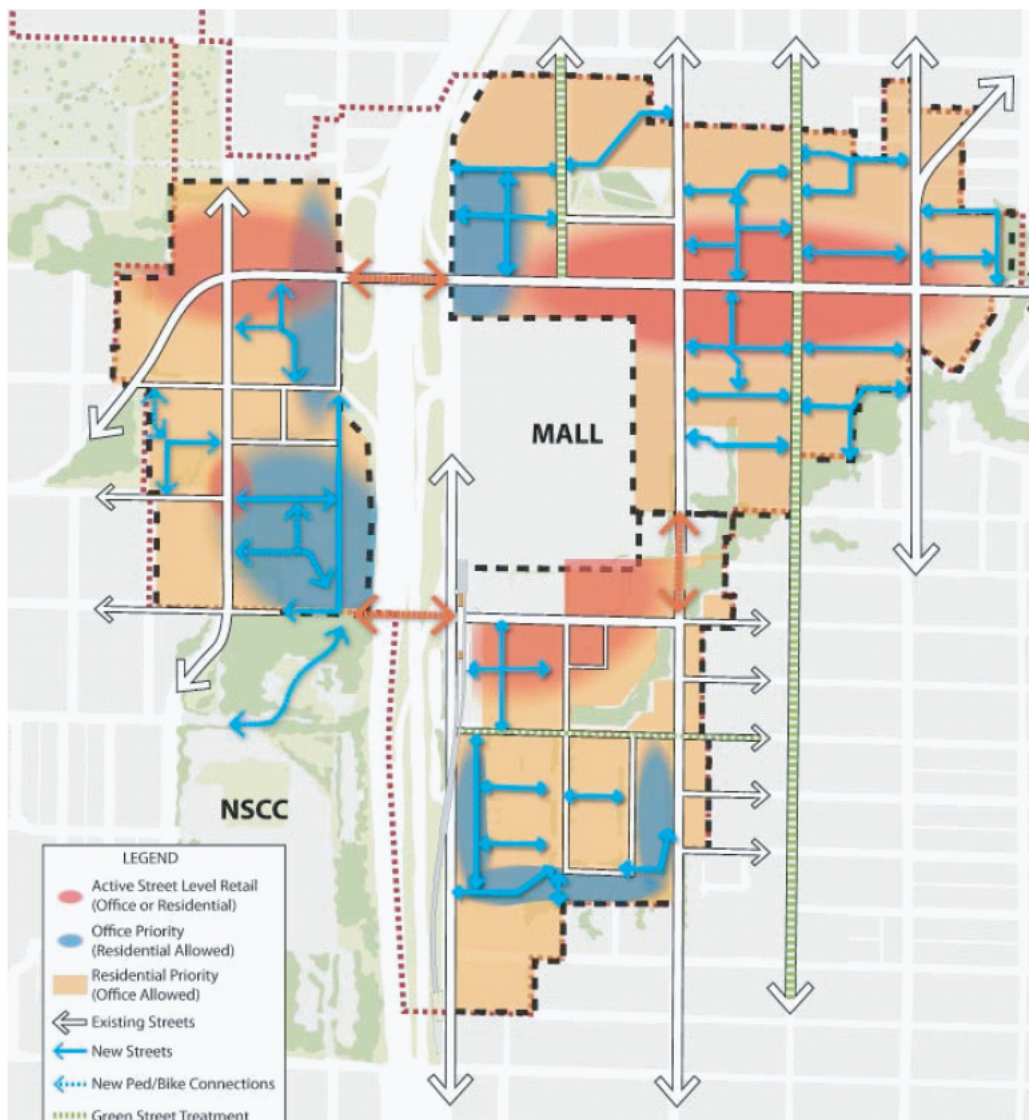 MALL
NSCC
LEGEND
Active Street Level Retail
(Office or Residential)
Office Priority
(Residential Allowed)
Residential Priority
(Office Allowed)
Existing Streets
New Streets
New Ped/Bike Connections
Green Street Treatment